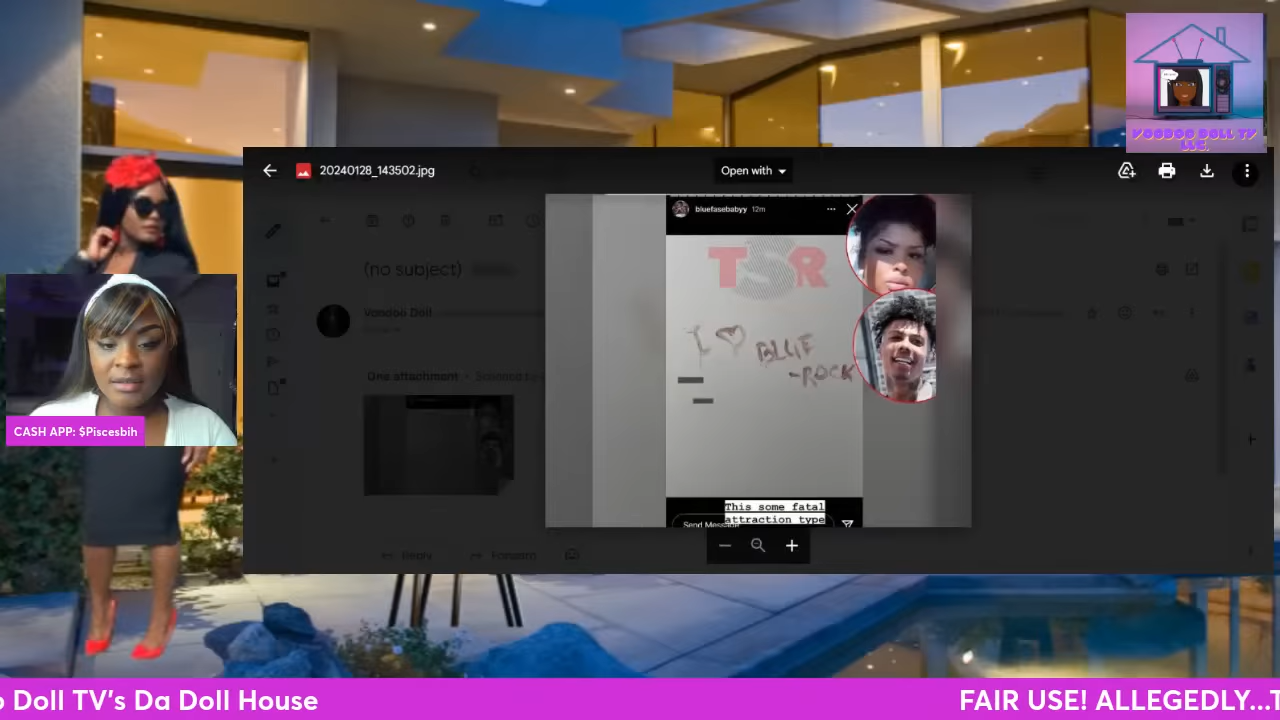 VOODOO DOLL TV
LLC.
20240128_143502.jpg
Open with
bluefasebabyy 12m
TSR
(no subject)
Voodoo Doll
I ♡ BLUE
-ROCK
One attachment
CASH APP: $Piscesbih
This some fatal
attraction type
Send Message
Reply
Forward
Doll TV's Da Doll House
FAIR USE! ALLEGEDLY...T